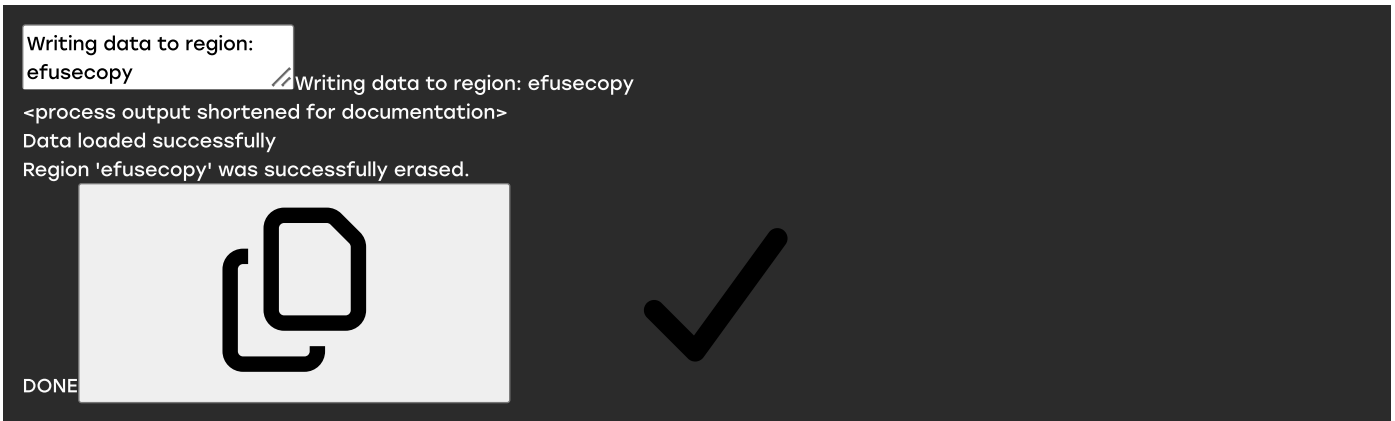 Writing data to region:
efusecopy
Writing data to region: efusecopy
<process output shortened for documentation>
Data loaded successfully
Region 'efusecopy' was successfully erased.
DONE